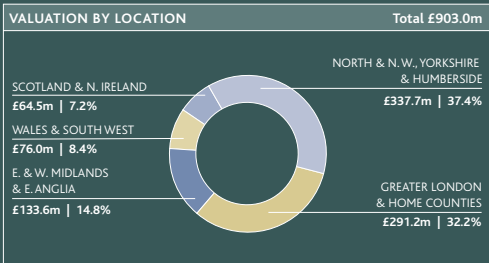 VALUATION BY LOCATION Total £903.0m
NORTH & N. W., YORKSHIRE
& HUMBERSIDE
£337.7m | 37.4%
SCOTLAND & N. IRELAND
£64.5m | 7.2%
WALES & SOUTH WEST
£76.0m | 8.4%
E. & W. MIDLANDS
& E. ANGLIA
£133.6m | 14.8%
GREATER LONDON
& HOME COUNTIES
£291.2m | 32.2%